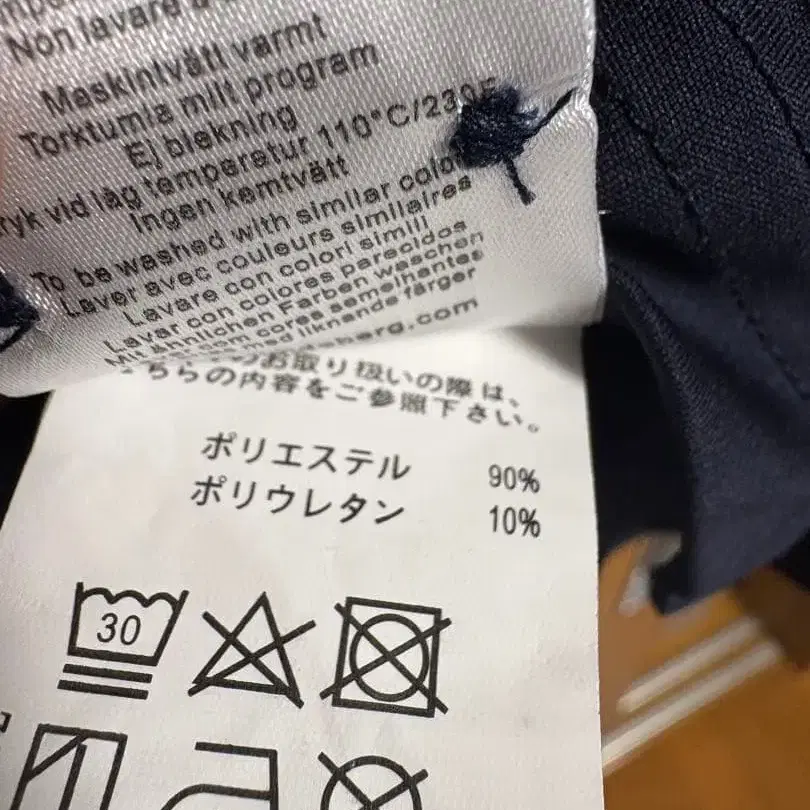 Non lavare a
Maskintvätt varmt
Torktumla milt program
Ej blekning
ryk vid låg temperatur 110°C/230F
Ingen kemtvätt
To be washed with similar color
Laver avec couleurs similaires
Lavare con colori simili
Lavar con colores parecidos
Mit ähnlichen Farben waschen
com cores semelhantes
med liknande färger
berg.com
のお取り扱いの際は、
こちらの内容をご参照下さい。
ポリエステル 90%
ポリウレタン 10%
30